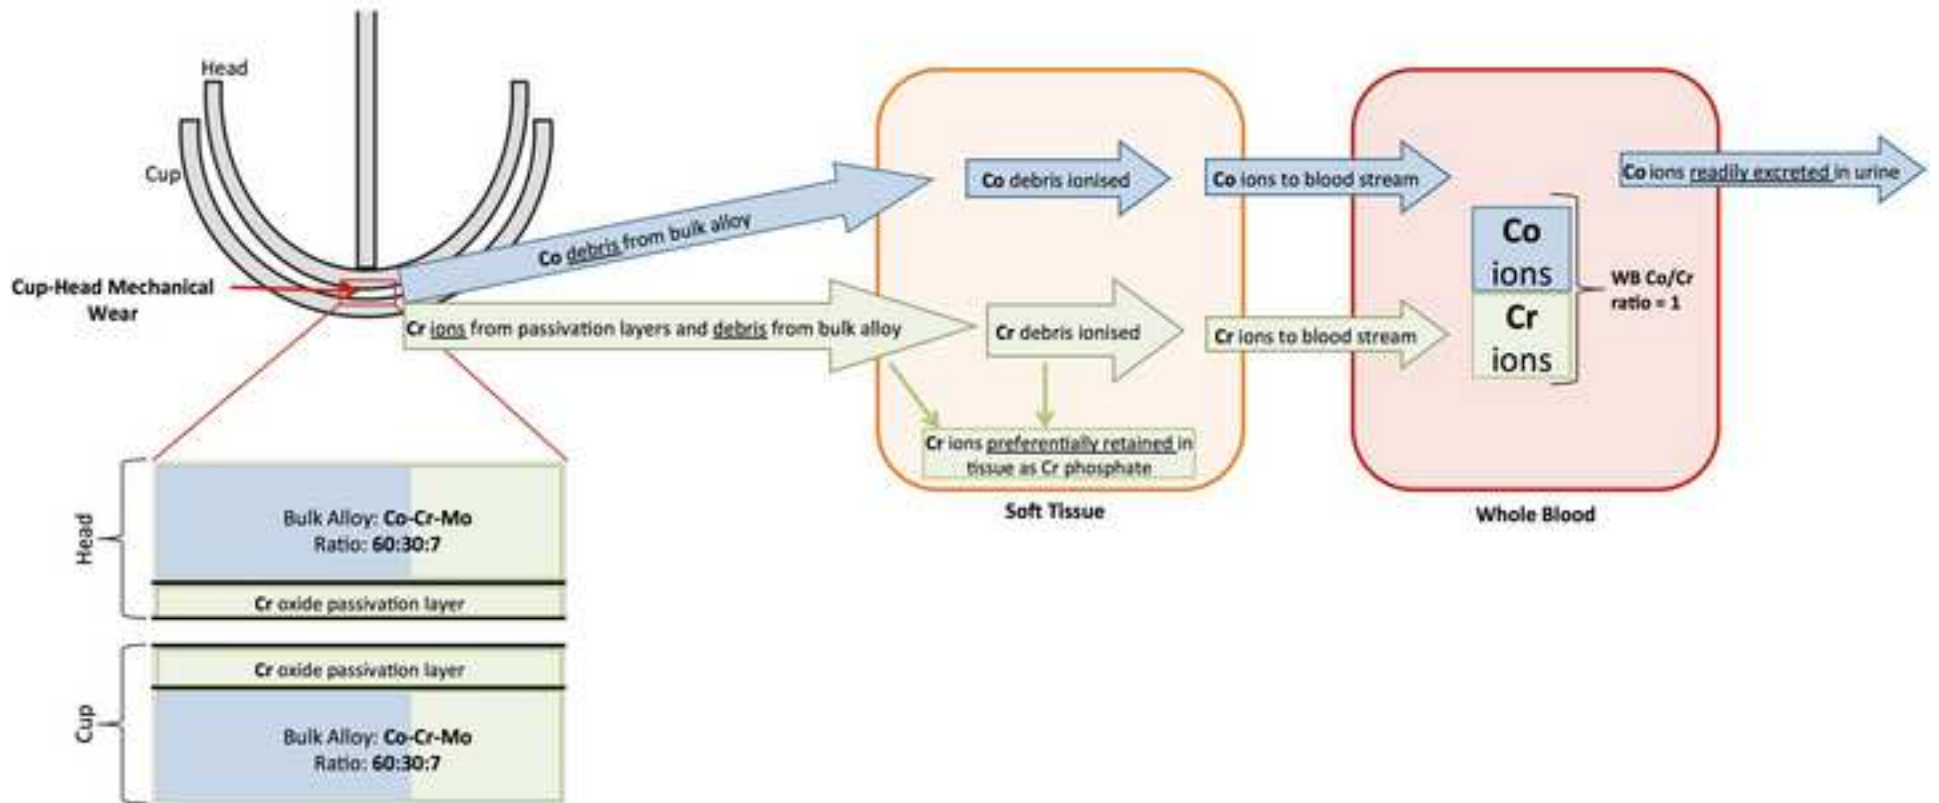 Head
Cup
Cup-Head Mechanical
Wear
Co debris from bulk alloy
Cr ions from passivation layers and debris from bulk alloy
Co debris ionised
Cr debris ionised
Cr ions preferentially retained in
tissue as Cr phosphate
Soft Tissue
Co ions to blood stream
Cr ions to blood stream
Co
ions
Cr
ions
WB Co/Cr
ratio = 1
Co ions readily excreted in urine
Whole Blood
Head
Bulk Alloy: Co-Cr-Mo
Ratio: 60:30:7
Cr oxide passivation layer
Cup
Cr oxide passivation layer
Bulk Alloy: Co-Cr-Mo
Ratio: 60:30:7